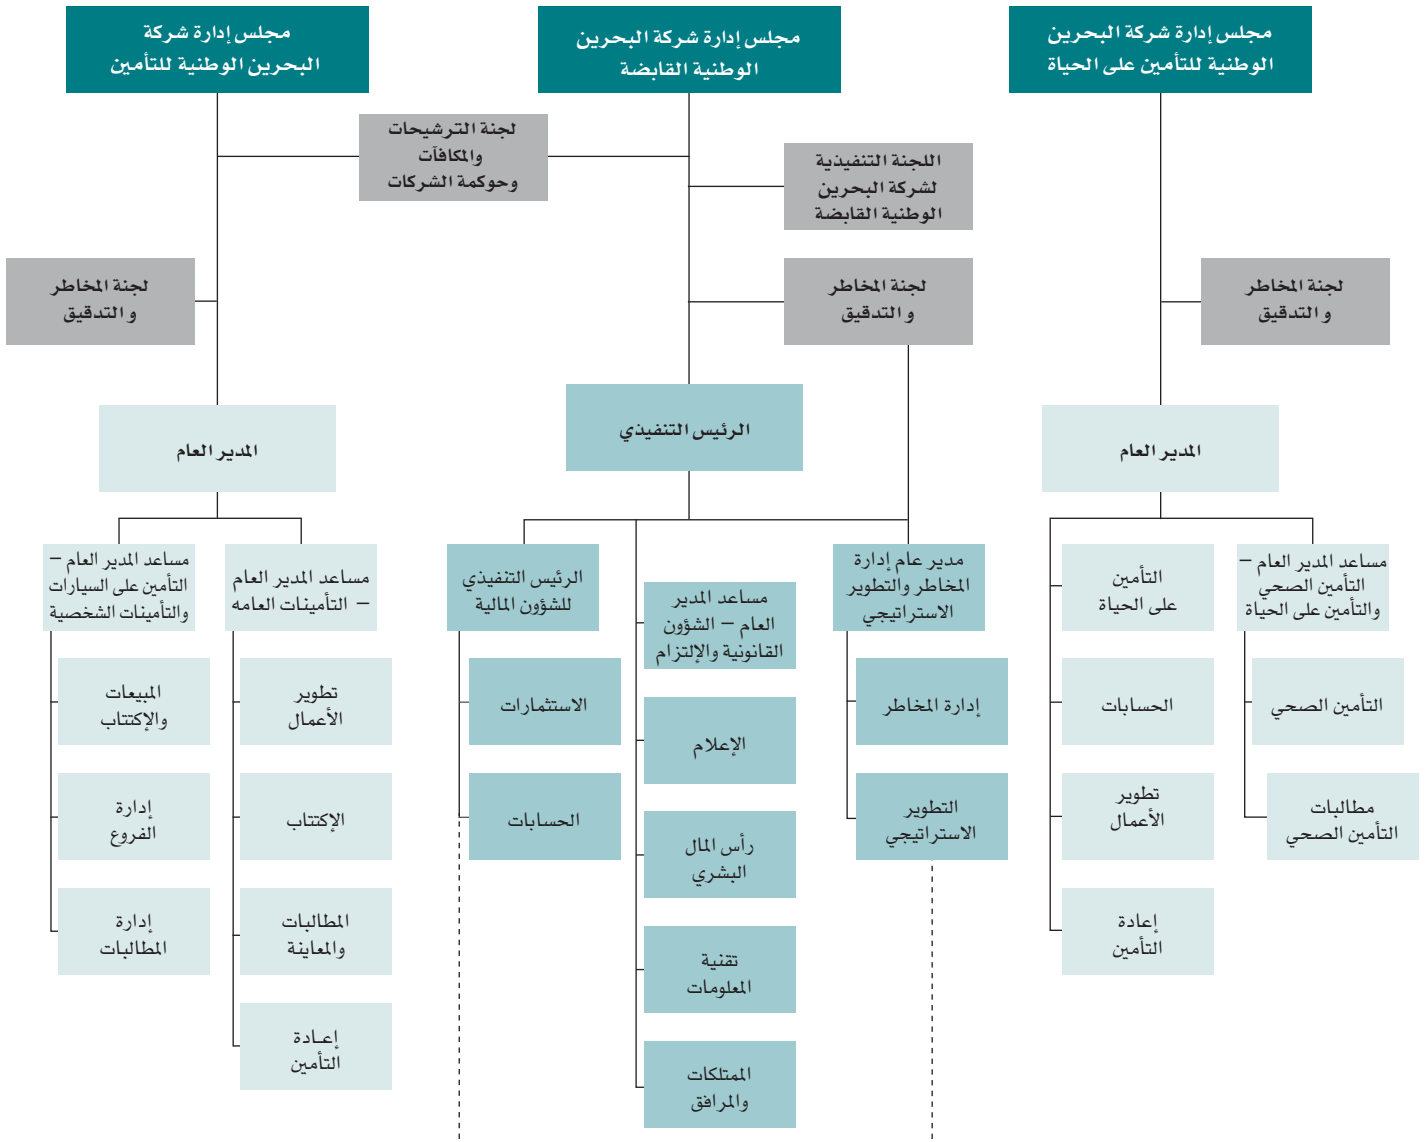 مجلس إدارة شركة البحرين
الوطنية للتأمين على الحياة
مجلس إدارة شركة البحرين
الوطنية القابضة
مجلس إدارة شركة
البحرين الوطنية للتأمين
لجنة الترشيحات
والمكافآت
وحوكمة الشركات
اللجنة التنفيذية
لشركة البحرين
الوطنية القابضة
لجنة المخاطر
و التدقيق
لجنة المخاطر
و التدقيق
لجنة المخاطر
و التدقيق
المدير العام
الرئيس التنفيذي
المدير العام
مساعد المدير العام –
التأمين الصحي
والتأمين على الحياة
التأمين الصحي
مطالبات
التأمين الصحي
التأمين
على الحياة
الحسابات
تطوير
الأعمال
إعادة
التأمين
مدير عام إدارة
المخاطر والتطوير
الاستراتيجي
إدارة المخاطر
التطوير
الاستراتيجي
مساعد المدير
العام – الشؤون
القانونية والإلتزام
الإعلام
رأس المال
البشري
تقنية
المعلومات
الممتلكات
والمرافق
الرئيس التنفيذي
للشؤون المالية
الاستثمارات
الحسابات
مساعد المدير العام
– التأمينات العامه
تطوير
الأعمال
الإكتتاب
المطالبات
والمعاينة
إعـادة
التأمين
مساعد المدير العام –
التأمين على السيارات
والتأمينات الشخصية
المبيعات
والإكتتاب
إدارة
الفروع
إدارة
المطالبات